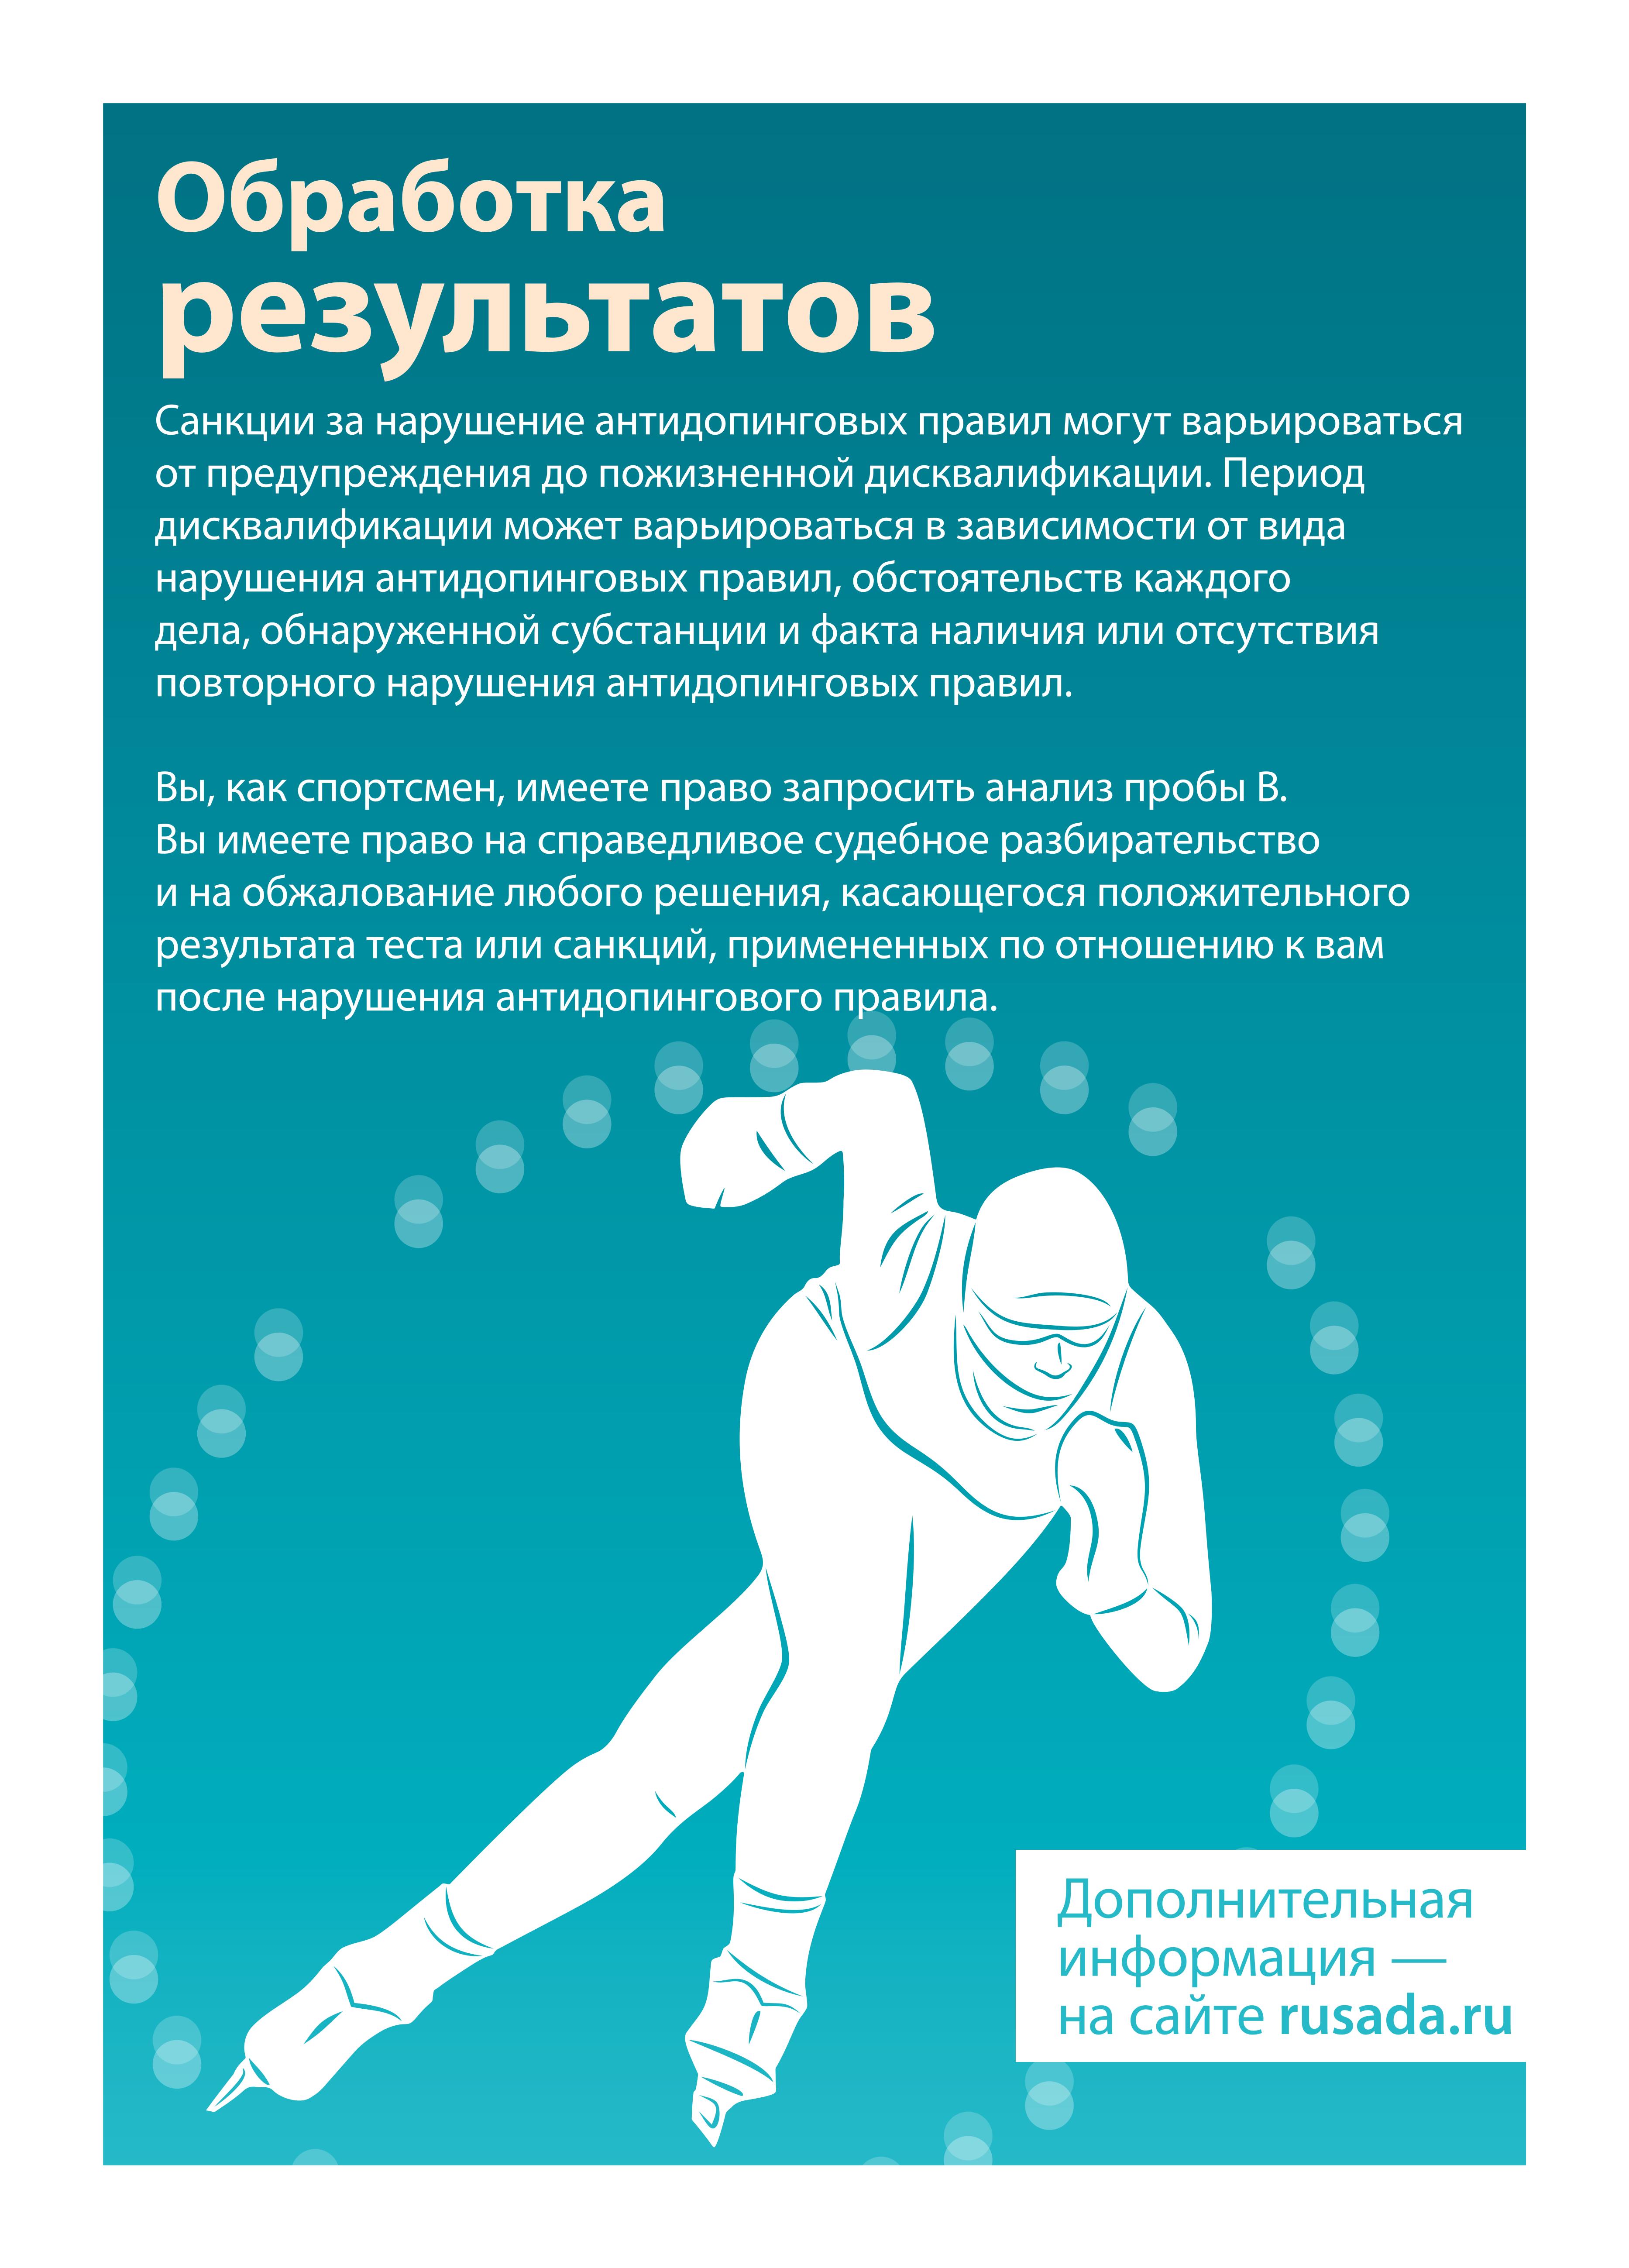 Обработка
результатов
Санкции за нарушение антидопинговых правил могут варьироваться
от предупреждения до пожизненной дисквалификации. Период
дисквалификации может варьироваться в зависимости от вида
нарушения антидопинговых правил, обстоятельств каждого
дела, обнаруженной субстанции и факта наличия или отсутствия
повторного нарушения антидопинговых правил.
Вы, как спортсмен, имеете право запросить анализ пробы В.
Вы имеете право на справедливое судебное разбирательство
и на обжалование любого решения, касающегося положительного
результата теста или санкций, примененных по отношению к вам
после нарушения антидопингового правила.
Дополнительная
информация —
на сайте rusada.ru